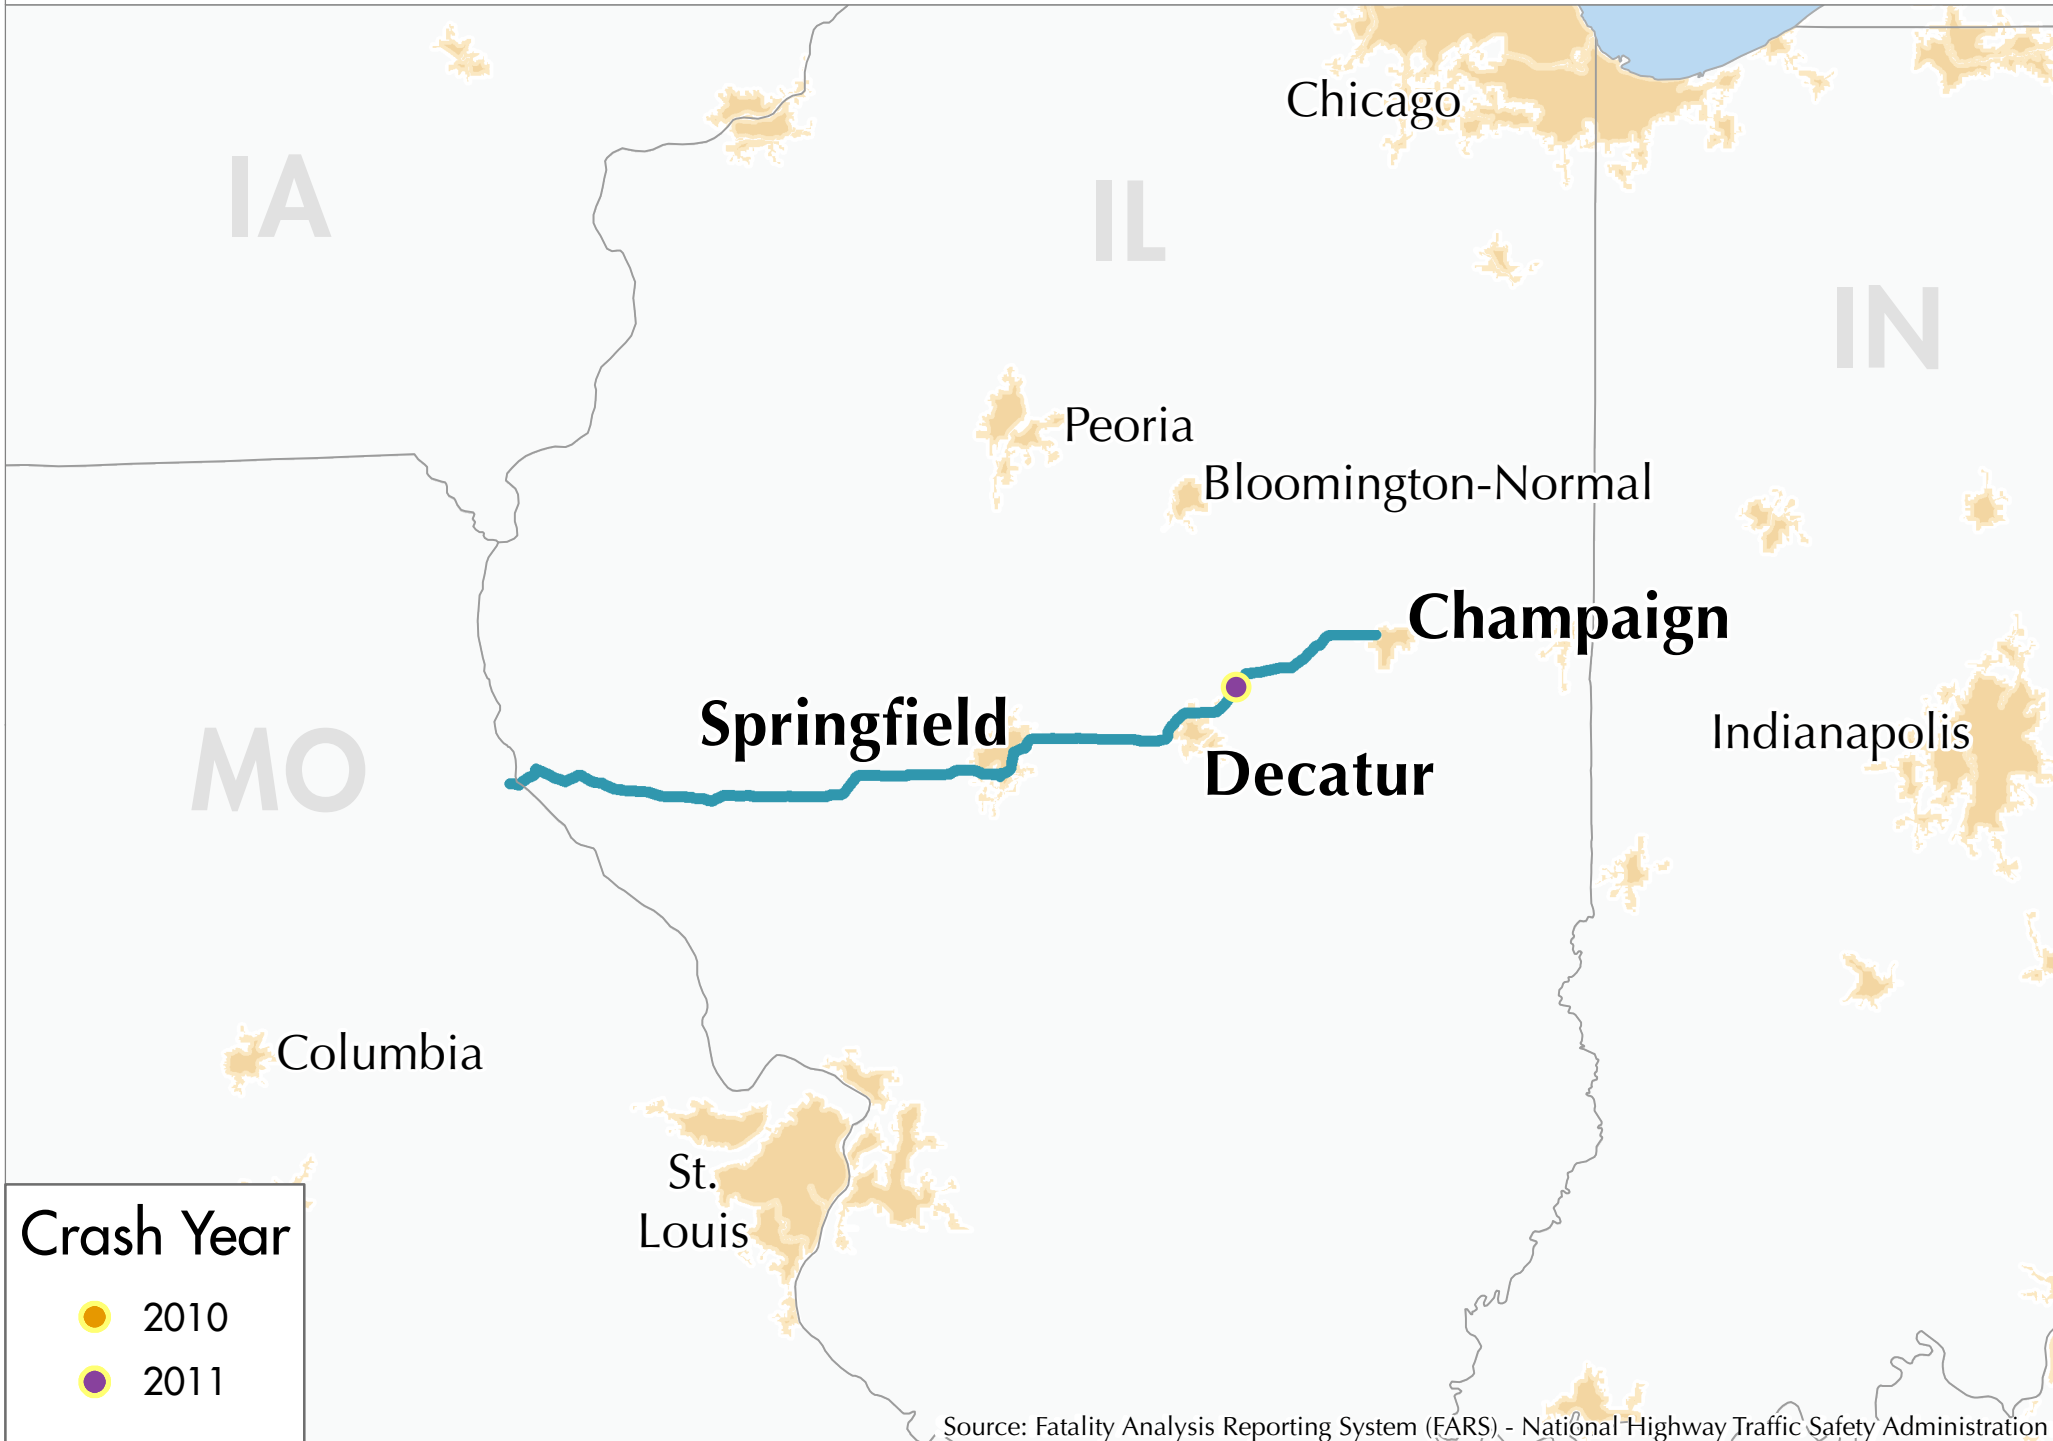 Chicago
IA
IL
IN
Peoria
Bloomington-Normal
Champaign
Springfield
Indianapolis
MO
Decatur
Columbia
St.
Louis
Crash Year
2010
2011
Source: Fatality Analysis Reporting System (FARS) - National Highway Traffic Safety Administration